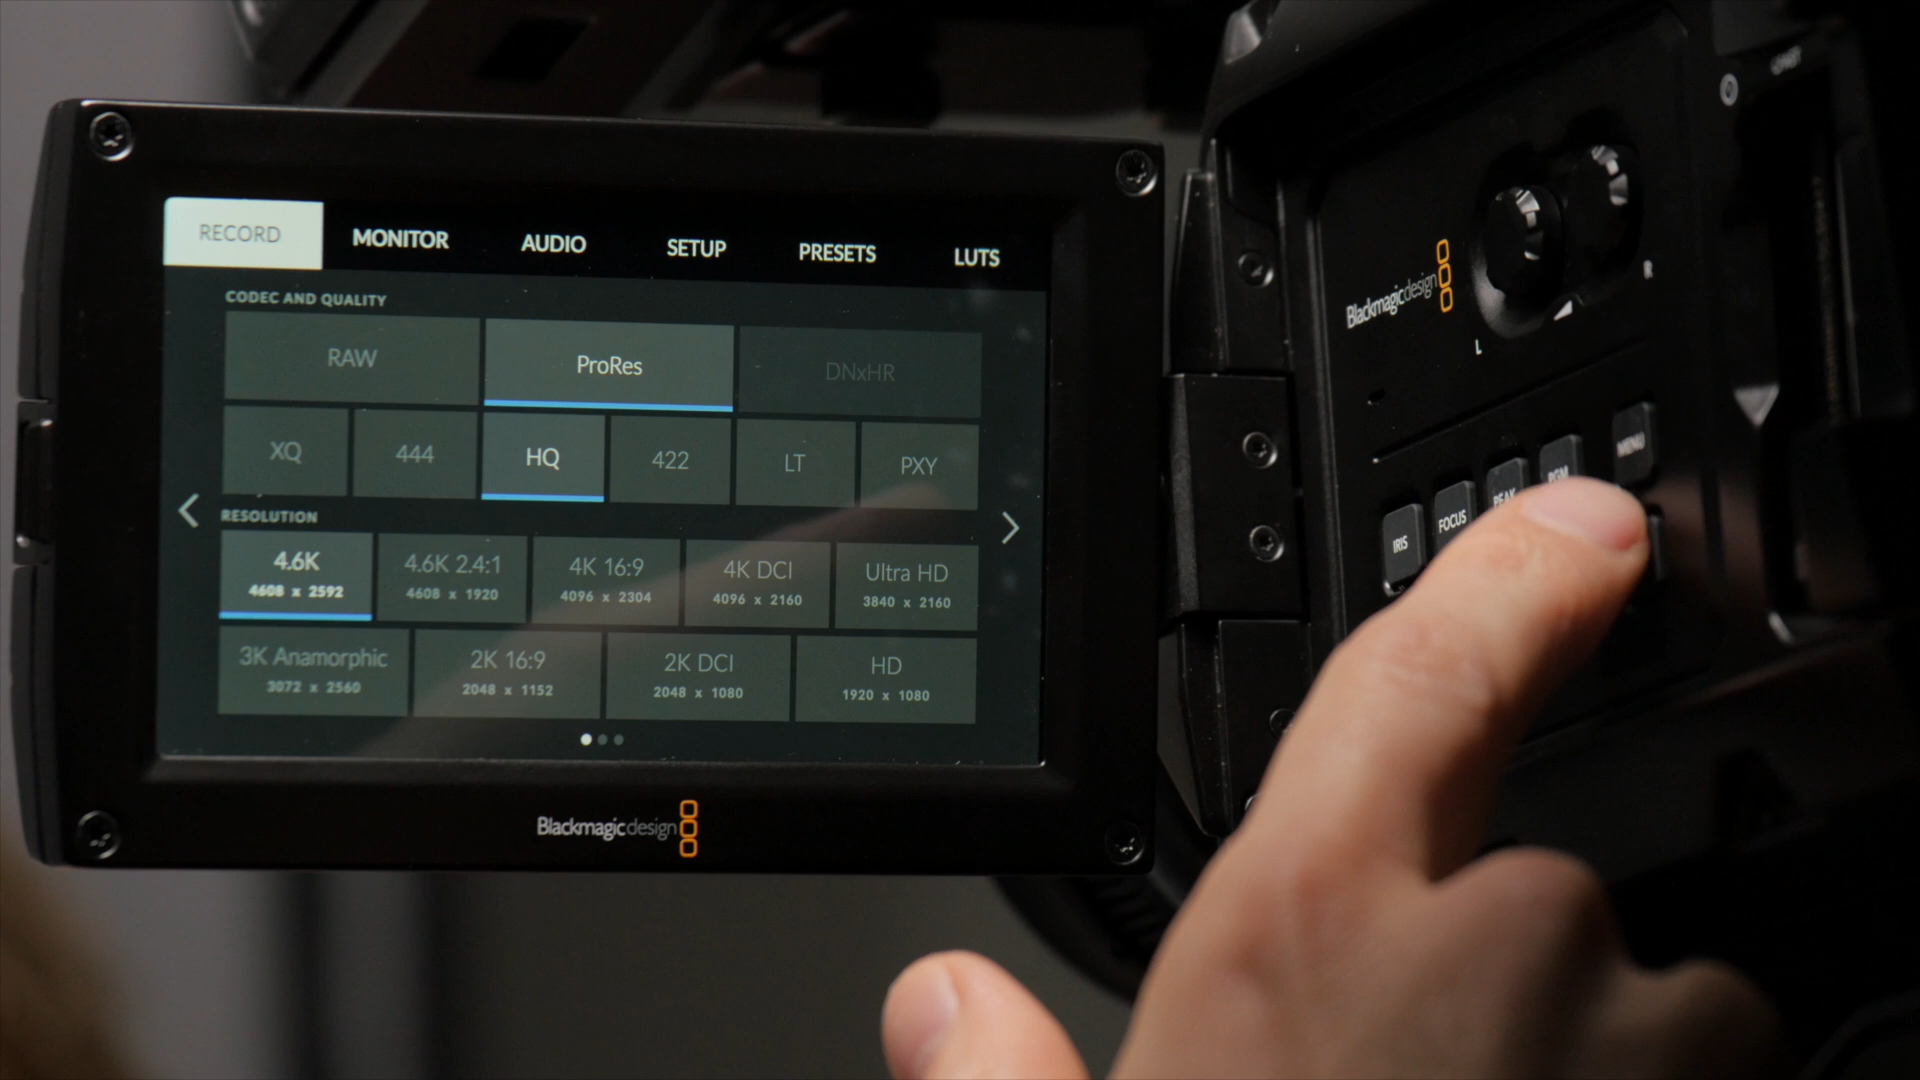 RECORD MONITOR AUDIO SETUP PRESETS LUTS
CODEC AND QUALITY
RAW ProRes DNxHR
XQ 444 HQ 422 LT PXY
RESOLUTION
4.6K 4.6K 2.4:1 4K 16:9 4K DCI Ultra HD
4608 x 2592 4608 x 1920 4096 x 2304 4096 x 2160 3840 x 2160
3K Anamorphic 2K 16:9 2K DCI HD
3072 x 2560 2048 x 1152 2048 x 1080 1920 x 1080
Blackmagicdesign
Blackmagicdesign
L R
IRIS FOCUS PEAK PGM MENU